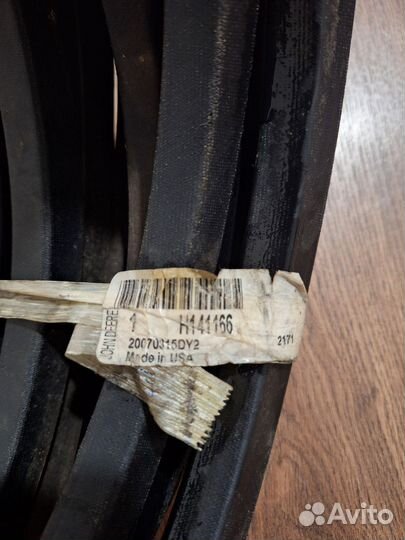 JOHN DEERE
1 H141166
20070315DY2
Made in USA
2171
Avito